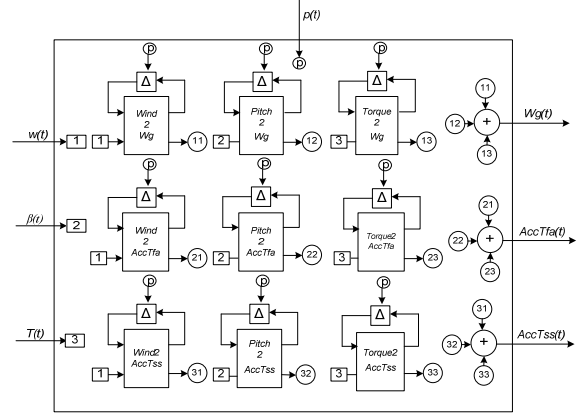 p(t)
p p p p
Δ Δ Δ
Wind
2
Wg
Pitch
2
Wg
Torque
2
Wg
11
12 +
13
Wg(t)
w(t) 1 1 11 2 12 3 13
p p p
Δ Δ Δ
Wind
2
AccTfa
Pitch
2
AccTfa
Torque2
AccTfa
β(t) 2
21
22 +
23
AccTfa(t)
1 21 2 22 3 23
p p p
Δ Δ Δ
Wind2
AccTss
Pitch
2
AccTss
Torque2
AccTss
T(t) 3
31
32 +
33
AccTss(t)
1 31 2 32 3 33